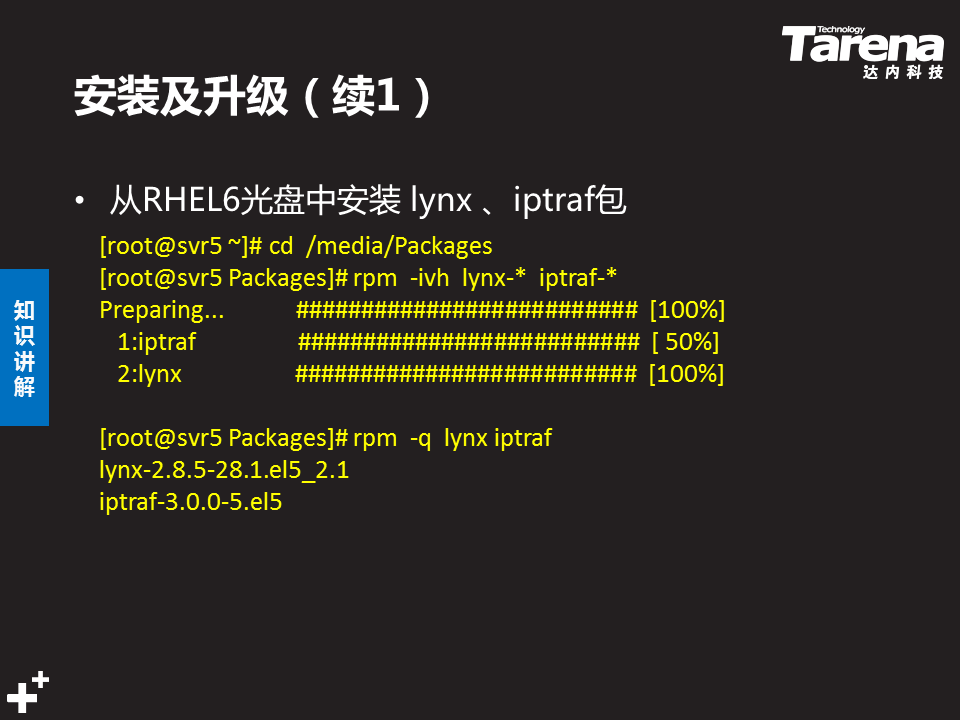 Technology
Tarena
达内科技
安装及升级（续1）
• 从RHEL6光盘中安装 lynx 、iptraf包
[root@svr5 ~]# cd  /media/Packages
[root@svr5 Packages]# rpm  -ivh  lynx-*  iptraf-*
Preparing...          ########################## [100%]
1:iptraf          ########################## [ 50%]
2:lynx          ########################## [100%]
[root@svr5 Packages]# rpm  -q  lynx iptraf
lynx-2.8.5-28.1.el5_2.1
iptraf-3.0.0-5.el5
知识讲解